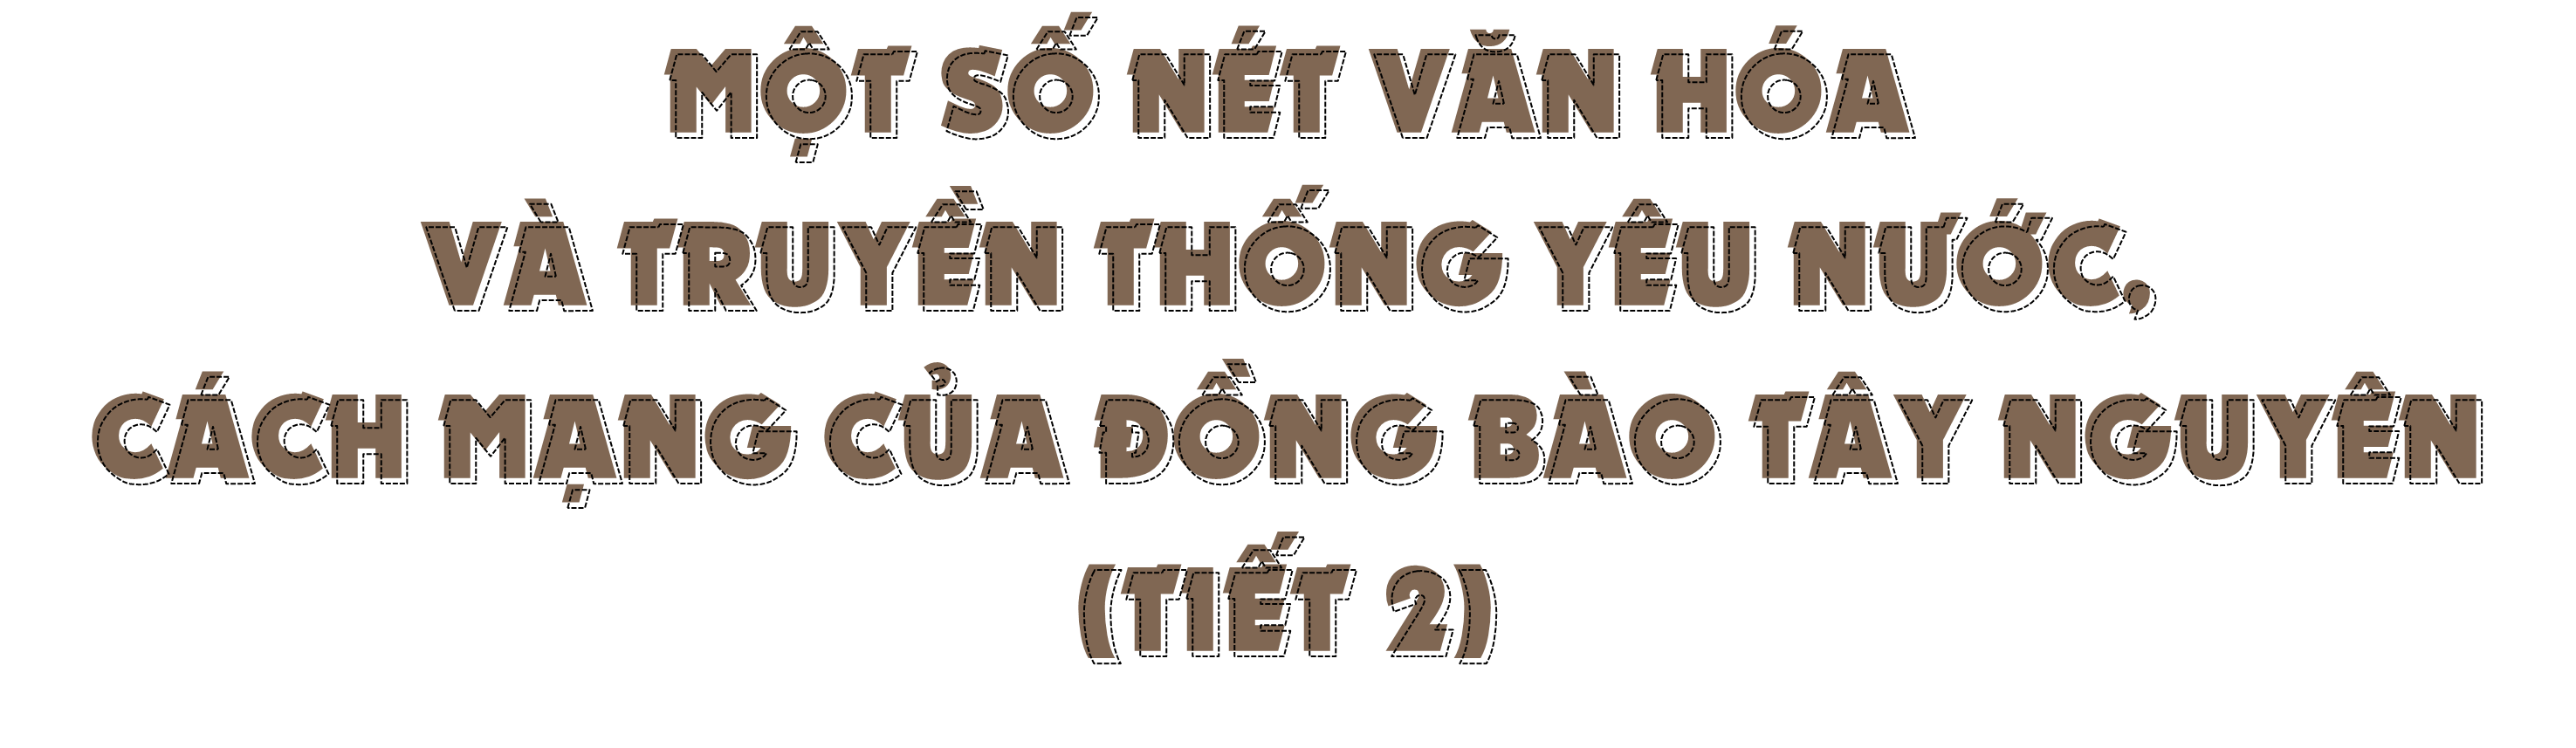 MỘT SỐ NÉT VĂN HÓA
VÀ TRUYỀN THỐNG YÊU NƯỚC,
CÁCH MẠNG CỦA ĐỒNG BÀO TÂY NGUYÊN
(TIẾT 2)